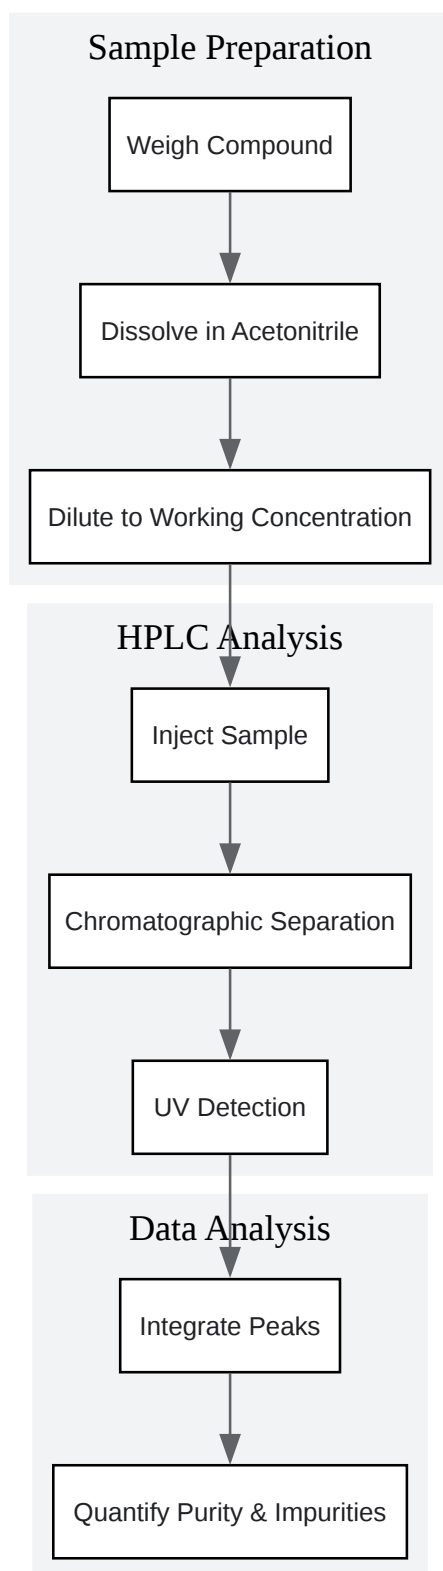 Sample Preparation
Weigh Compound
Dissolve in Acetonitrile
Dilute to Working Concentration
HPLC Analysis
Inject Sample
Chromatographic Separation
UV Detection
Data Analysis
Integrate Peaks
Quantify Purity & Impurities